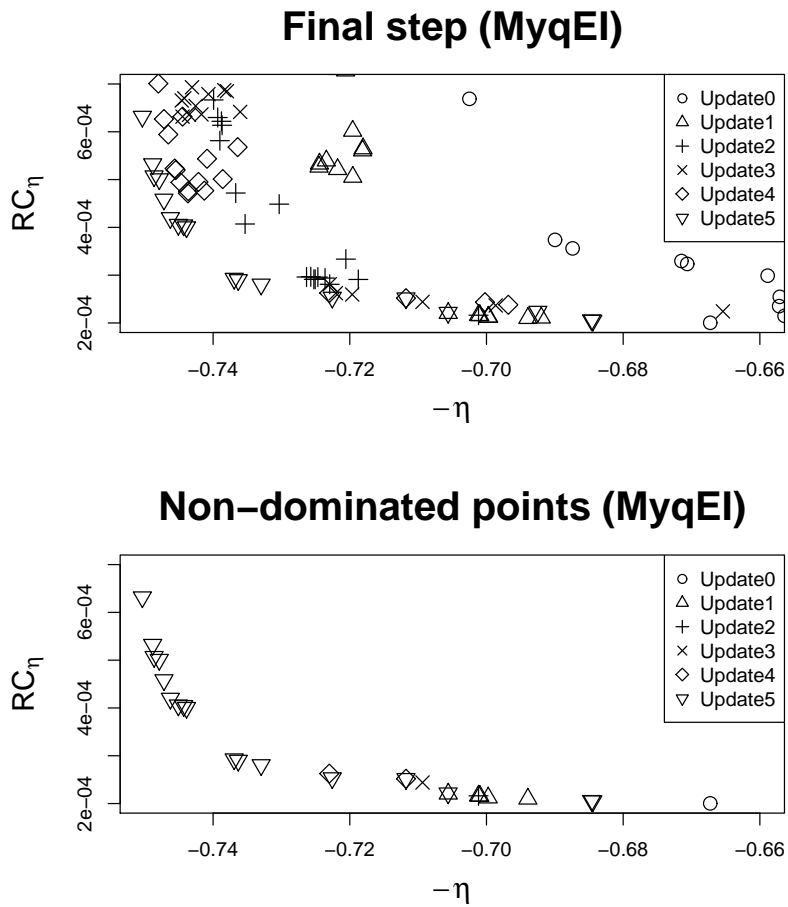 Final step (MyqEI)
RCη
2e−04
4e−04
6e−04
Update0
Update1
Update2
Update3
Update4
Update5
−0.74
−0.72
−0.70
−0.68
−0.66
−η
Non−dominated points (MyqEI)
RCη
2e−04
4e−04
6e−04
Update0
Update1
Update2
Update3
Update4
Update5
−0.74
−0.72
−0.70
−0.68
−0.66
−η